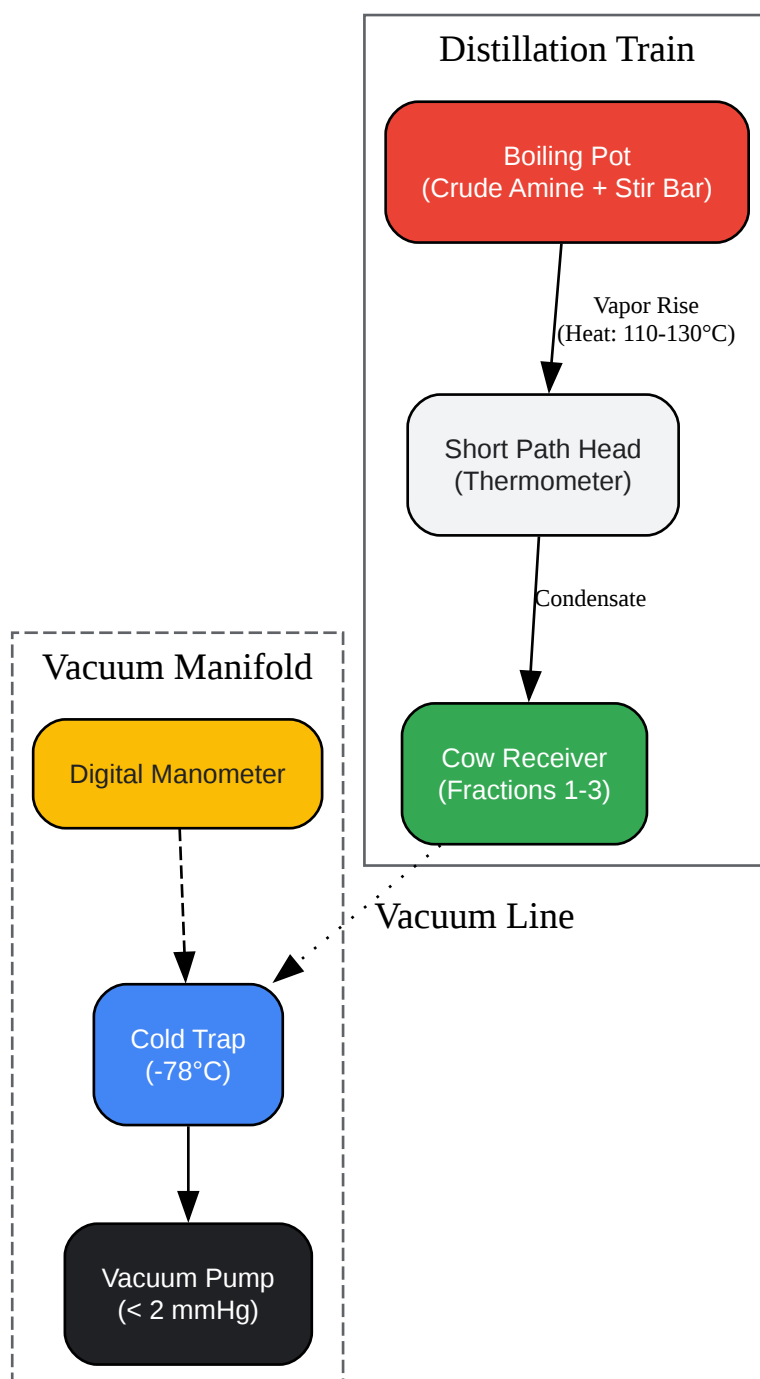 Distillation Train
Boiling Pot
(Crude Amine + Stir Bar)
Vapor Rise
(Heat: 110-130°C)
Short Path Head
(Thermometer)
Condensate
Cow Receiver
(Fractions 1-3)
Vacuum Line
Vacuum Manifold
Digital Manometer
Cold Trap
(-78°C)
Vacuum Pump
(< 2 mmHg)